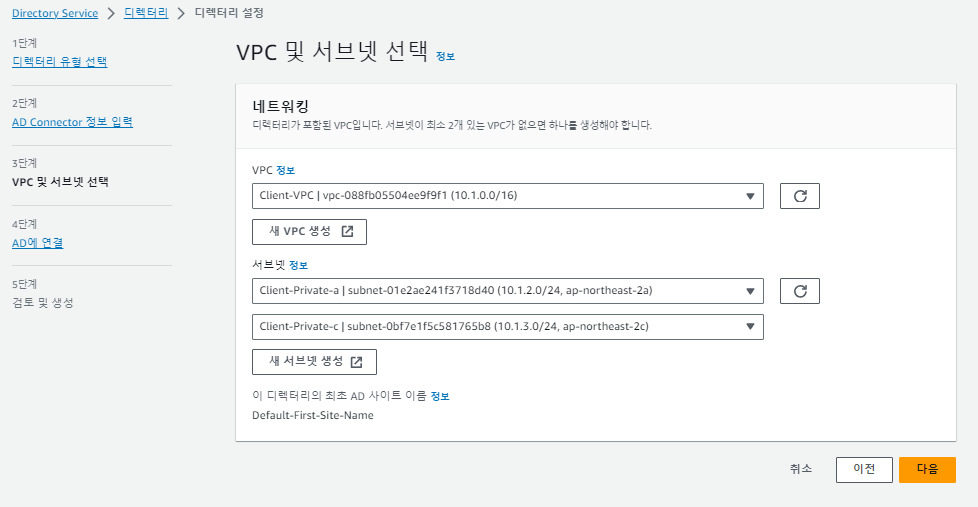 Directory Service > 디렉터리 > 디렉터리 설정
1단계
디렉터리 유형 선택
2단계
AD Connector 정보 입력
3단계
VPC 및 서브넷 선택
4단계
AD에 연결
5단계
검토 및 생성
VPC 및 서브넷 선택 정보
네트워킹
디렉터리가 포함된 VPC입니다. 서브넷이 최소 2개 있는 VPC가 없으면 하나를 생성해야 합니다.
VPC 정보
Client-VPC | vpc-088fb05504ee9f9f1 (10.1.0.0/16)
새 VPC 생성
서브넷 정보
Client-Private-a | subnet-01e2ae241f3718d40 (10.1.2.0/24, ap-northeast-2a)
Client-Private-c | subnet-0bf7e1f5c581765b8 (10.1.3.0/24, ap-northeast-2c)
새 서브넷 생성
이 디렉터리의 최초 AD 사이트 이름 정보
Default-First-Site-Name
취소 이전 다음